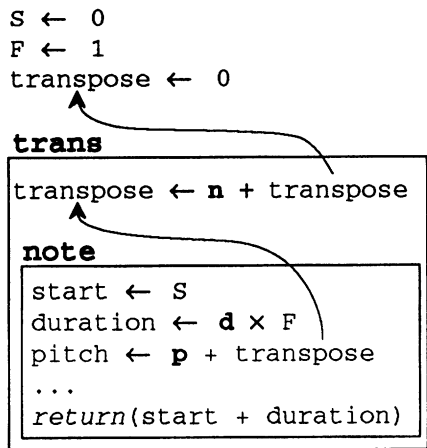 S ← 0
F ← 1
transpose ← 0
trans
transpose ← n + transpose
note
start ← S
duration ← d × F
pitch ← p + transpose
...
return(start + duration)